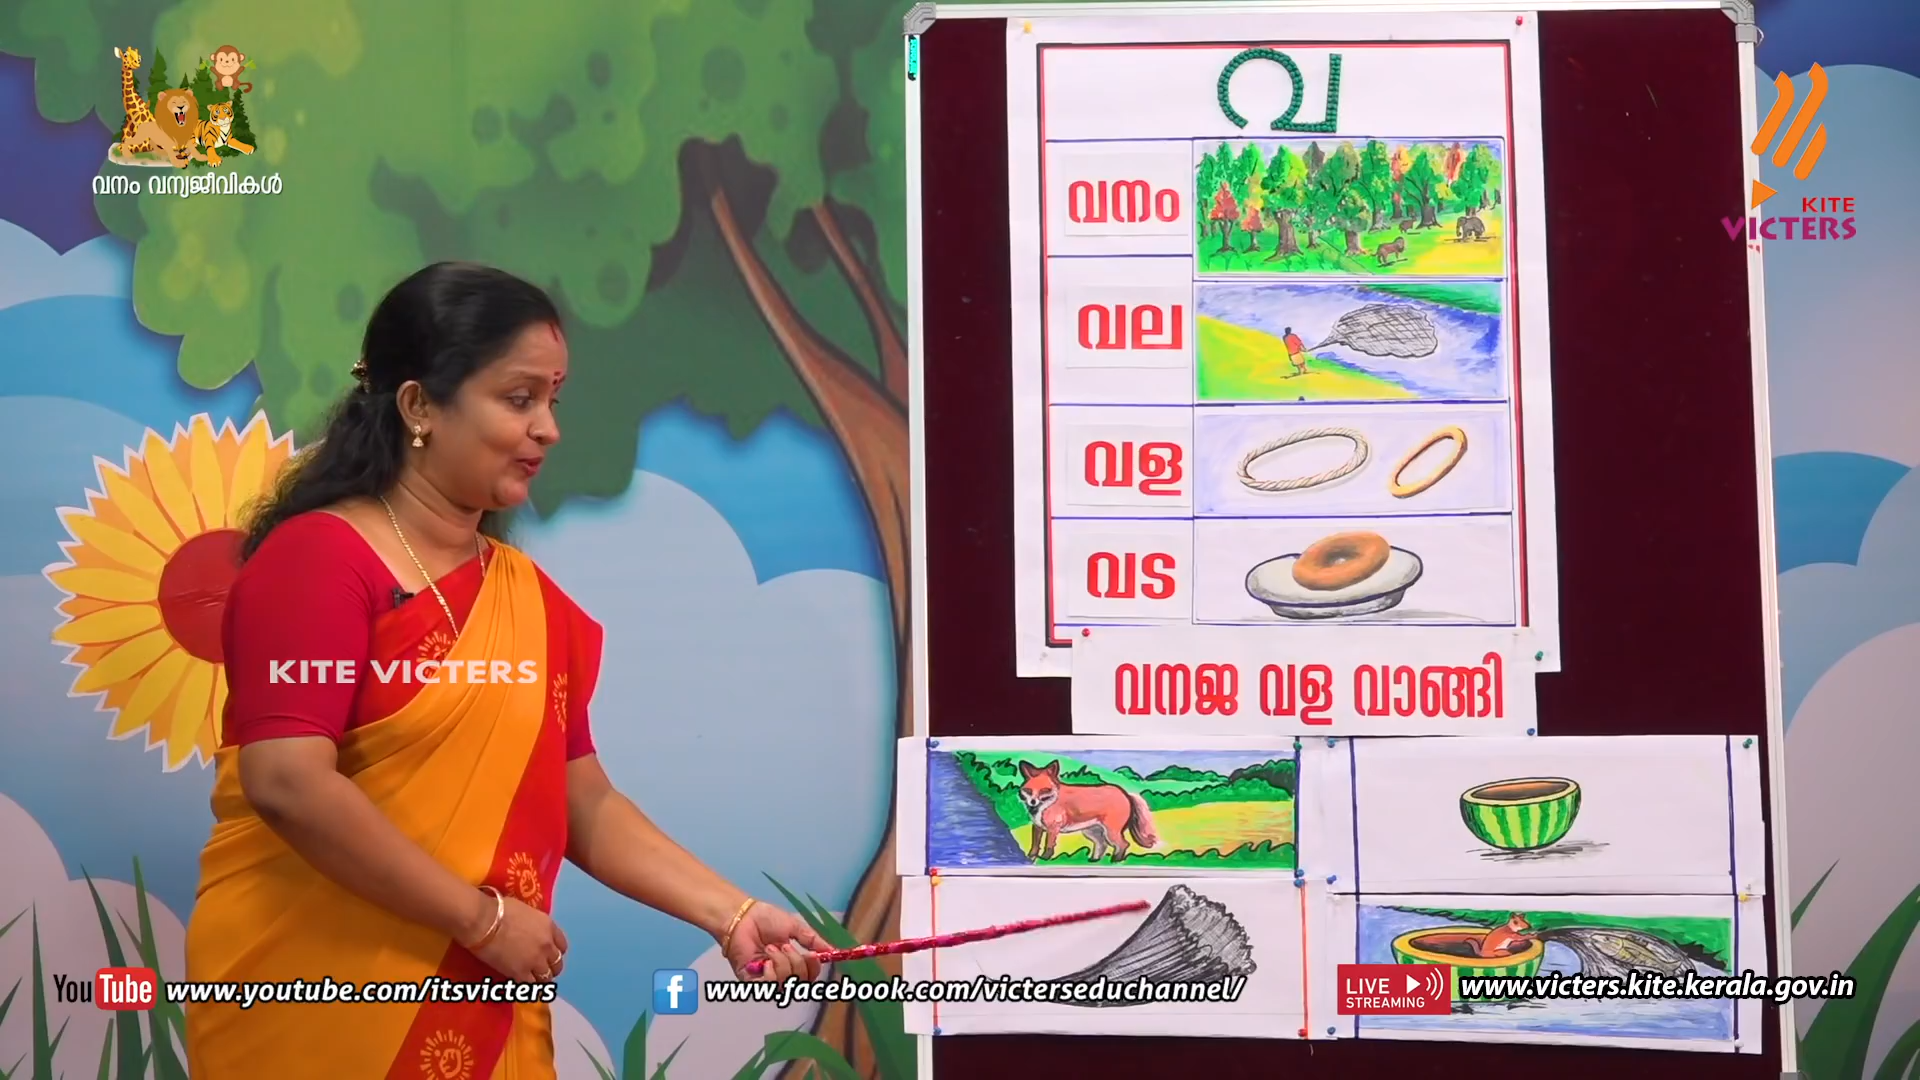 വ
വനം
വല
വള
വട
വനജ വള വാങ്ങി
വനം വന്യജീവികൾ
KITE
VICTERS
KITE VICTERS
YouTube www.youtube.com/itsvicters
f www.facebook.com/victerseduchannel/
LIVE STREAMING www.victers.kite.kerala.gov.in